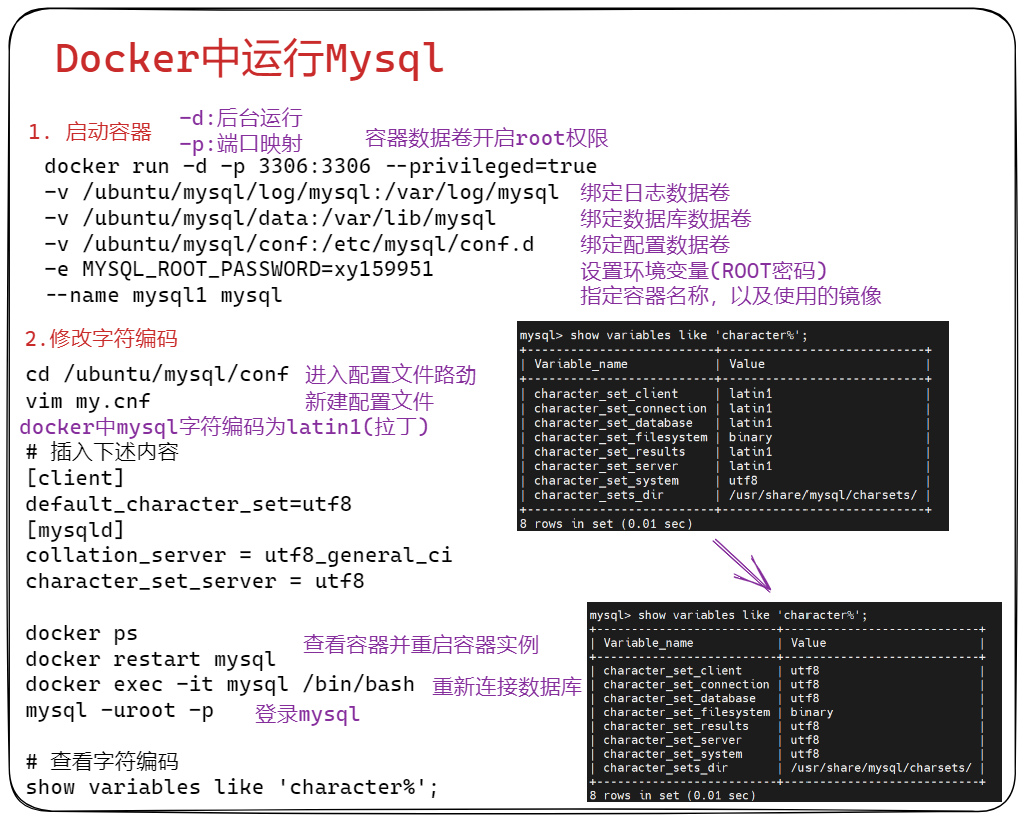 Docker中运行Mysql
1. 启动容器
-d:后台运行
-p:端口映射
容器数据卷开启root权限
docker run -d -p 3306:3306 --privileged=true
-v /ubuntu/mysql/log/mysql:/var/log/mysql 绑定日志数据卷
-v /ubuntu/mysql/data:/var/lib/mysql 绑定数据库数据卷
-v /ubuntu/mysql/conf:/etc/mysql/conf.d 绑定配置数据卷
-e MYSQL_ROOT_PASSWORD=xy159951 设置环境变量(ROOT密码)
--name mysql1 mysql 指定容器名称，以及使用的镜像
2.修改字符编码
cd /ubuntu/mysql/conf 进入配置文件路劲
vim my.cnf 新建配置文件
docker中mysql字符编码为latin1(拉丁)
# 插入下述内容
[client]
default_character_set=utf8
[mysqld]
collation_server = utf8_general_ci
character_set_server = utf8
docker ps
查看容器并重启容器实例
docker restart mysql
docker exec -it mysql /bin/bash 重新连接数据库
mysql -uroot -p 登录mysql
# 查看字符编码
show variables like 'character%';
mysql> show variables like 'character%';
+--------------------------+----------------------------+
| Variable_name | Value |
+--------------------------+----------------------------+
| character_set_client | latin1 |
| character_set_connection | latin1 |
| character_set_database | latin1 |
| character_set_filesystem | binary |
| character_set_results | latin1 |
| character_set_server | latin1 |
| character_set_system | utf8 |
| character_sets_dir | /usr/share/mysql/charsets/ |
+--------------------------+----------------------------+
8 rows in set (0.01 sec)
mysql> show variables like 'character%';
+--------------------------+----------------------------+
| Variable_name | Value |
+--------------------------+----------------------------+
| character_set_client | utf8 |
| character_set_connection | utf8 |
| character_set_database | utf8 |
| character_set_filesystem | binary |
| character_set_results | utf8 |
| character_set_server | utf8 |
| character_set_system | utf8 |
| character_sets_dir | /usr/share/mysql/charsets/ |
+--------------------------+----------------------------+
8 rows in set (0.01 sec)